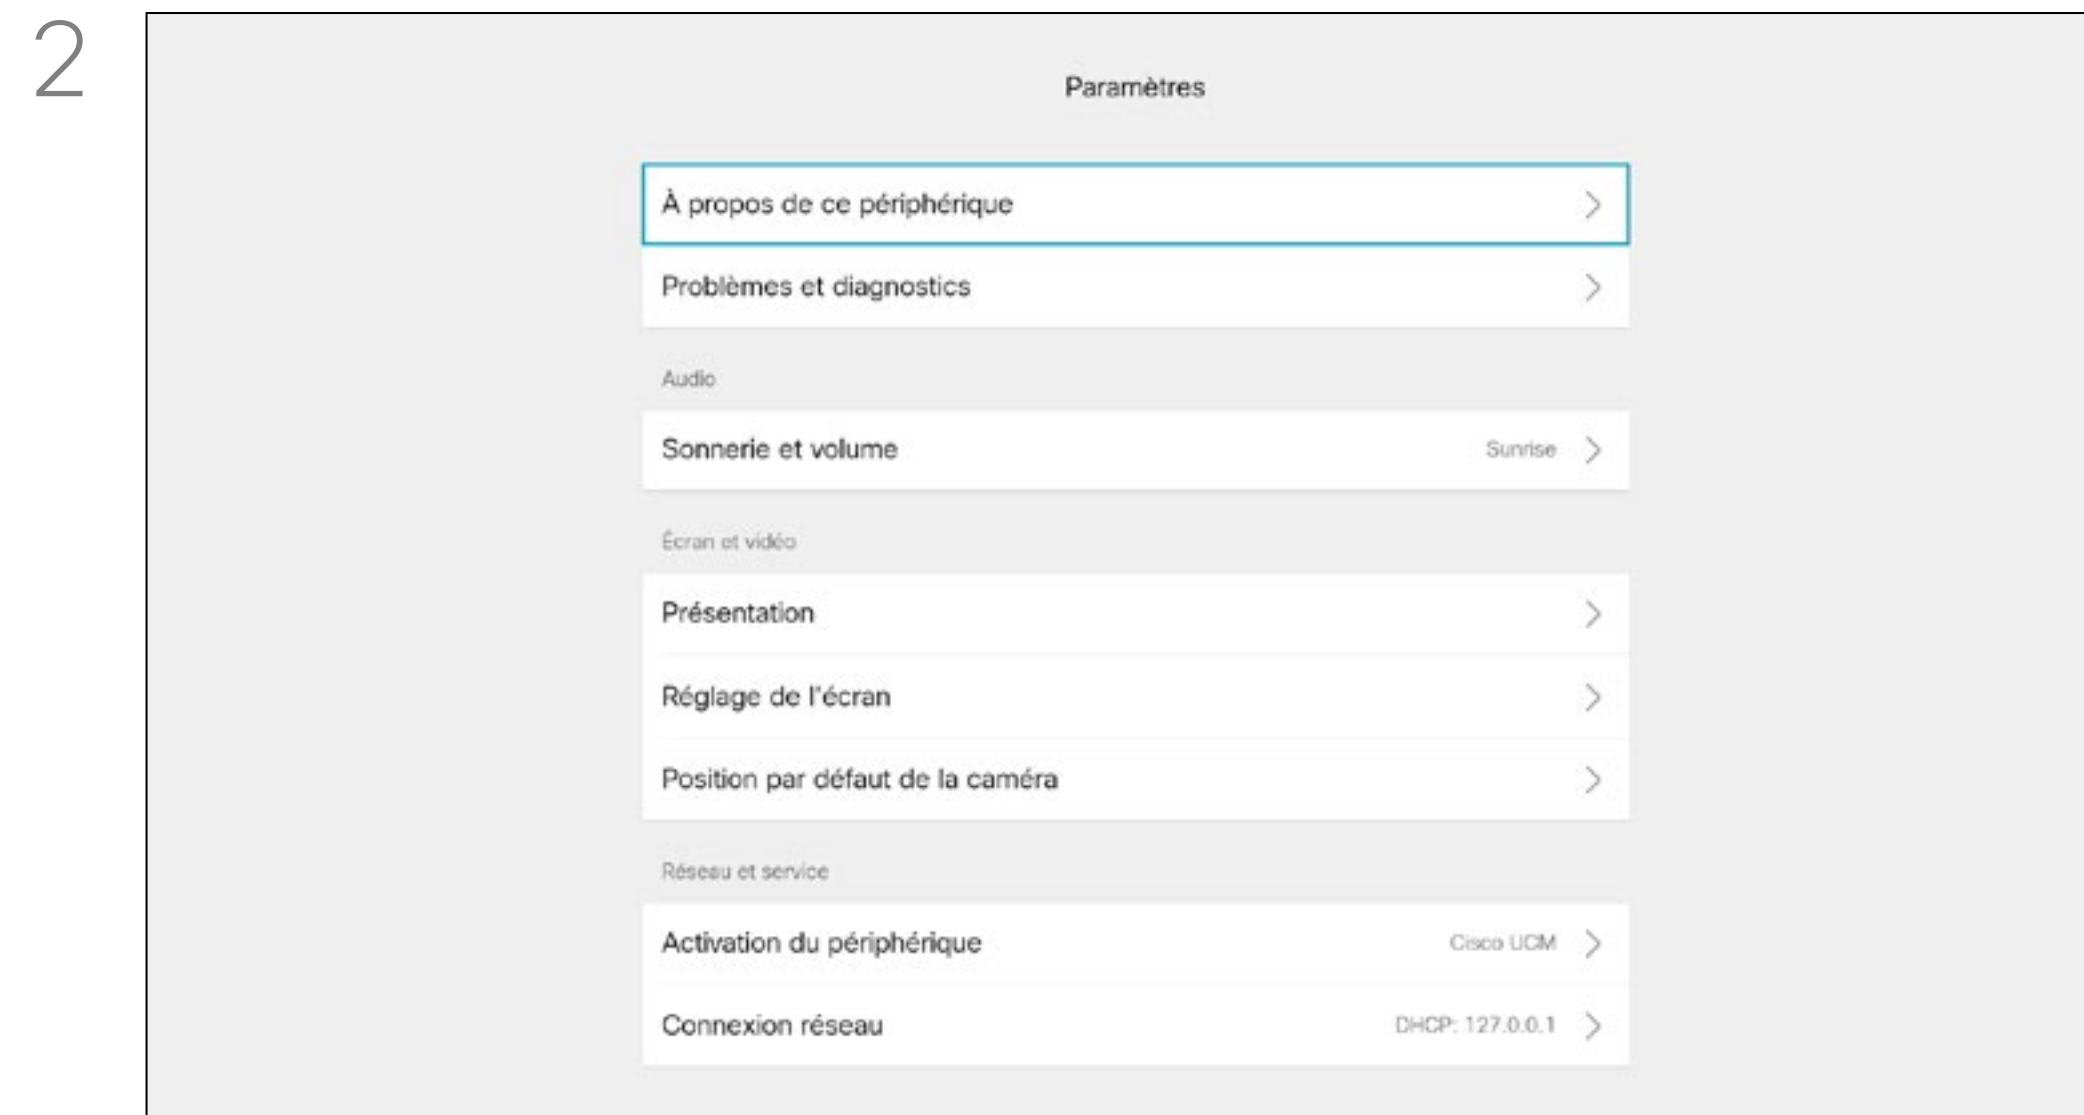 2
Paramètres
À propos de ce périphérique
Problèmes et diagnostics
Audio
Sonnerie et volume Sunrise
Écran et vidéo
Présentation
Réglage de l'écran
Position par défaut de la caméra
Réseau et service
Activation du périphérique Cisco UCM
Connexion réseau DHCP: 127.0.0.1